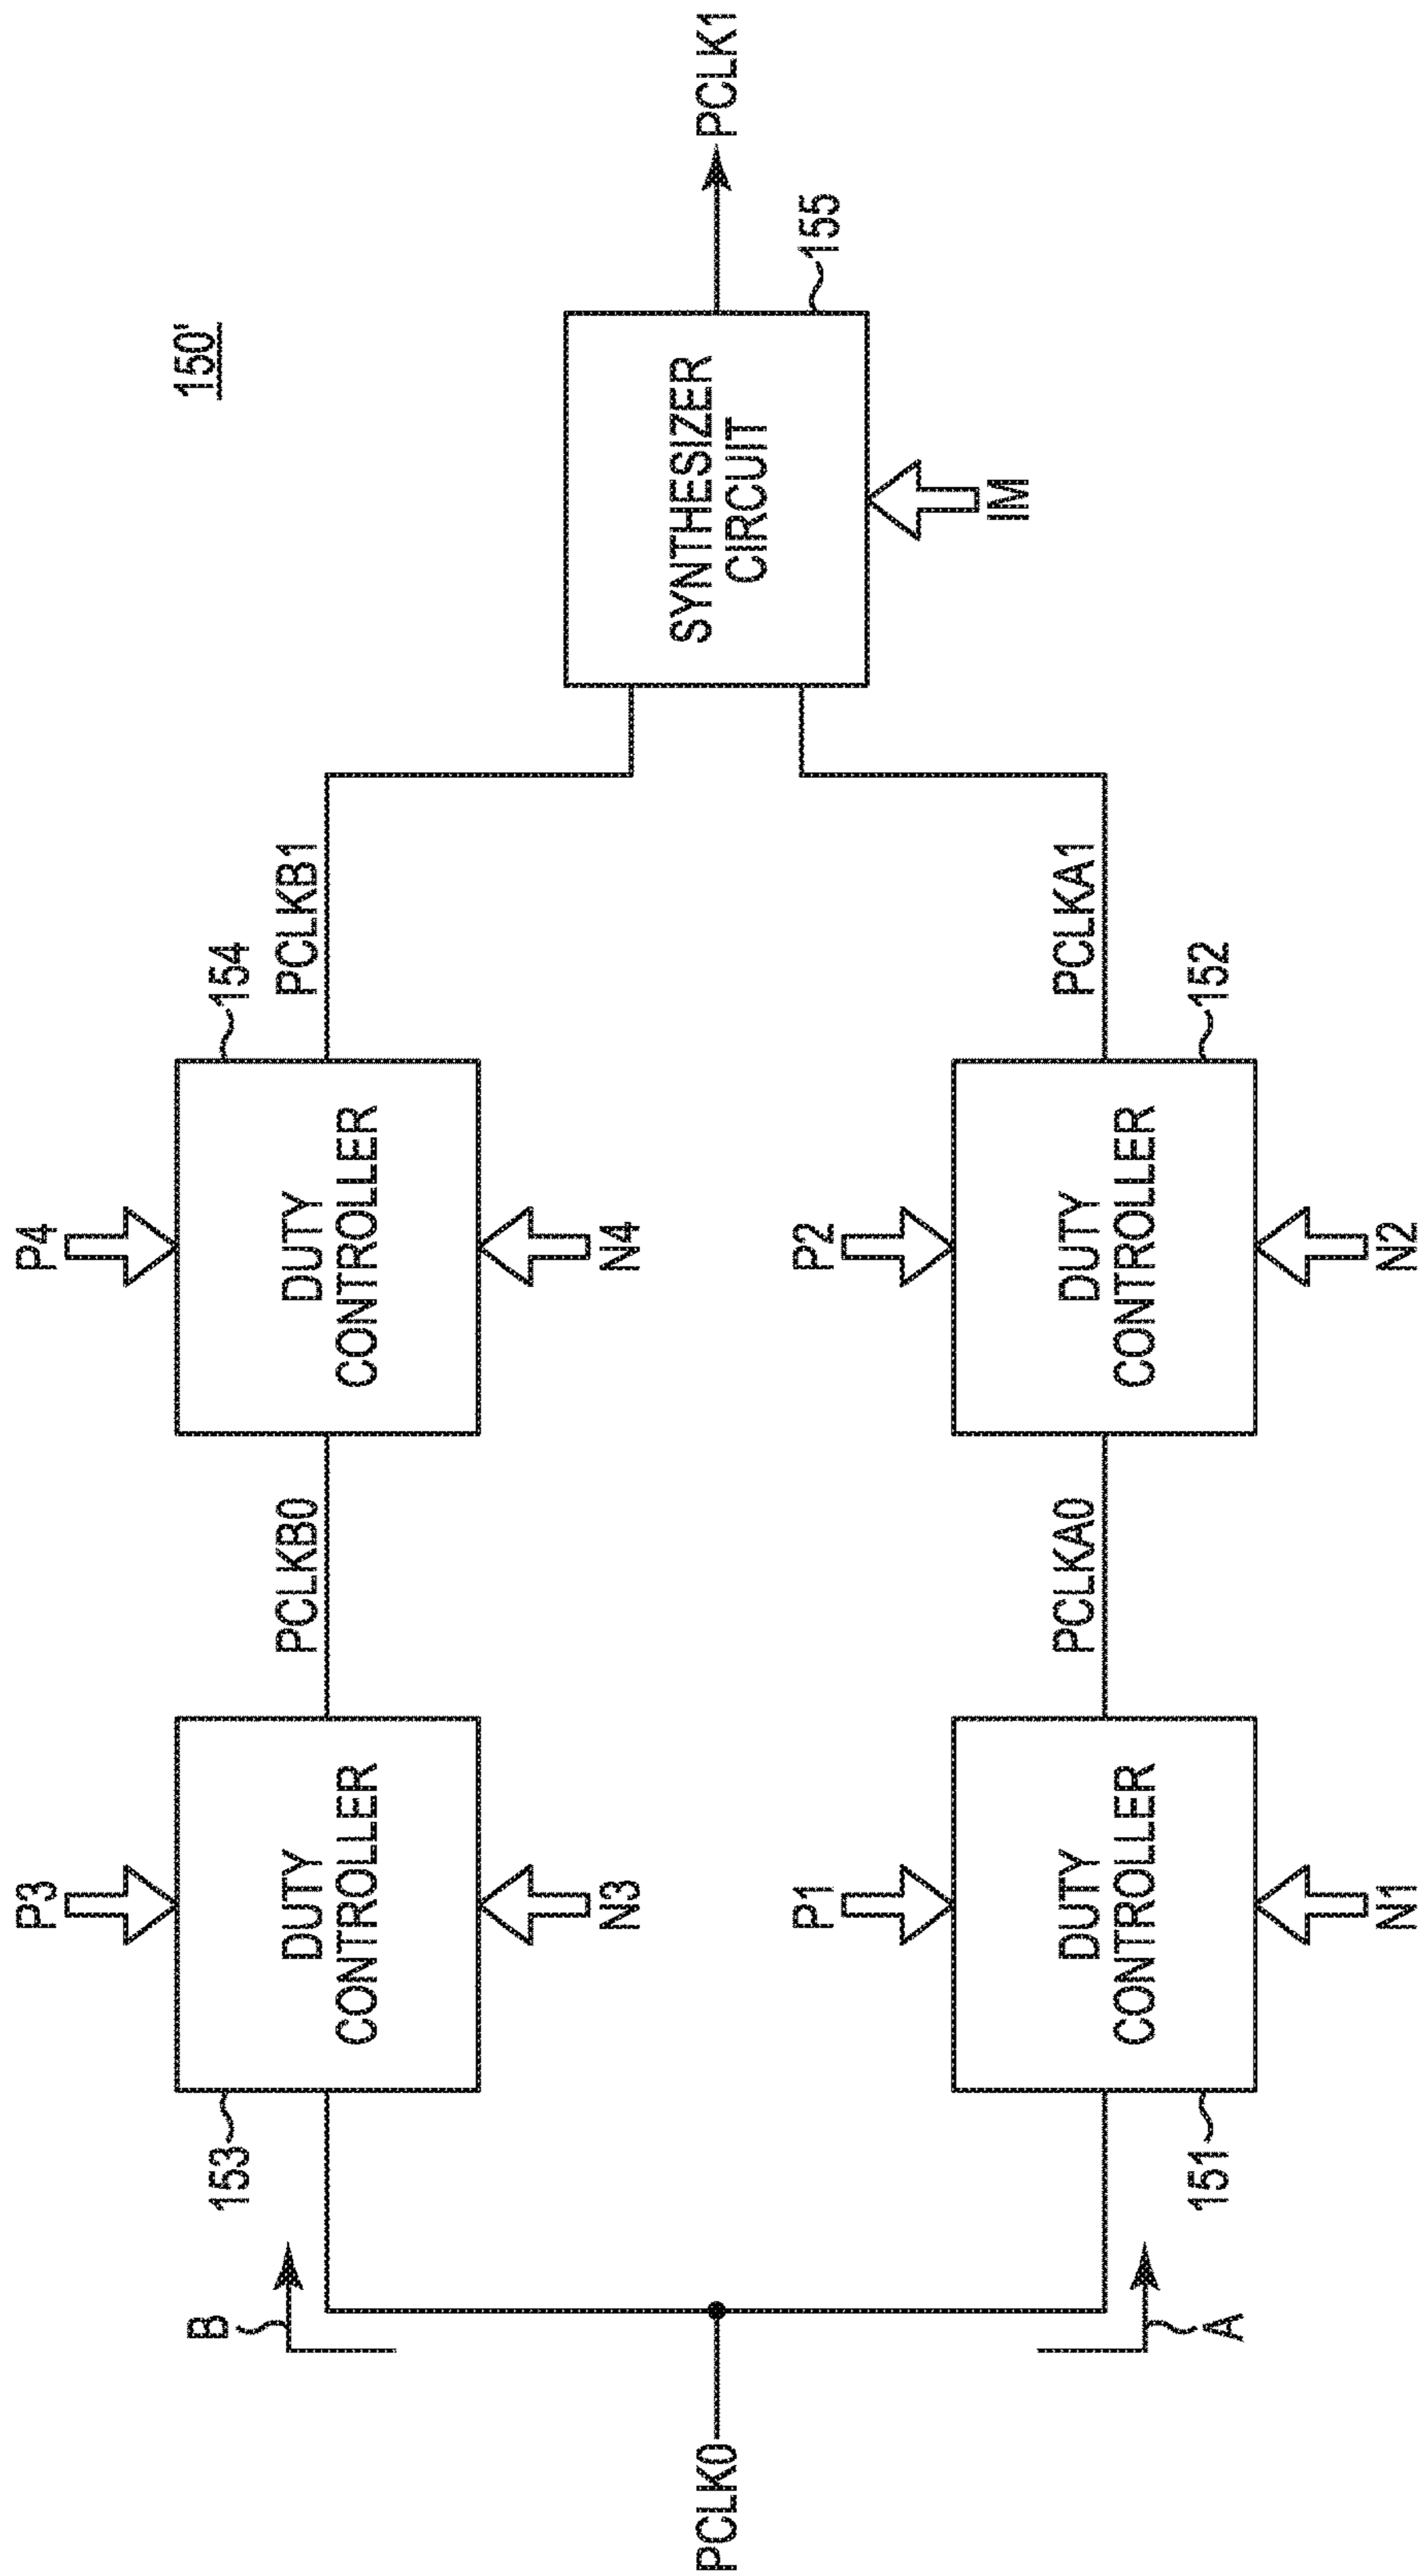 150'
P3
P4
153
DUTY
CONTROLLER
154
DUTY
CONTROLLER
PCLKB0
PCLKB1
N3
N4
B
PCLK0
SYNTHESIZER
CIRCUIT
155
PCLK1
IM
A
P1
P2
151
DUTY
CONTROLLER
152
DUTY
CONTROLLER
PCLKA0
PCLKA1
N1
N2